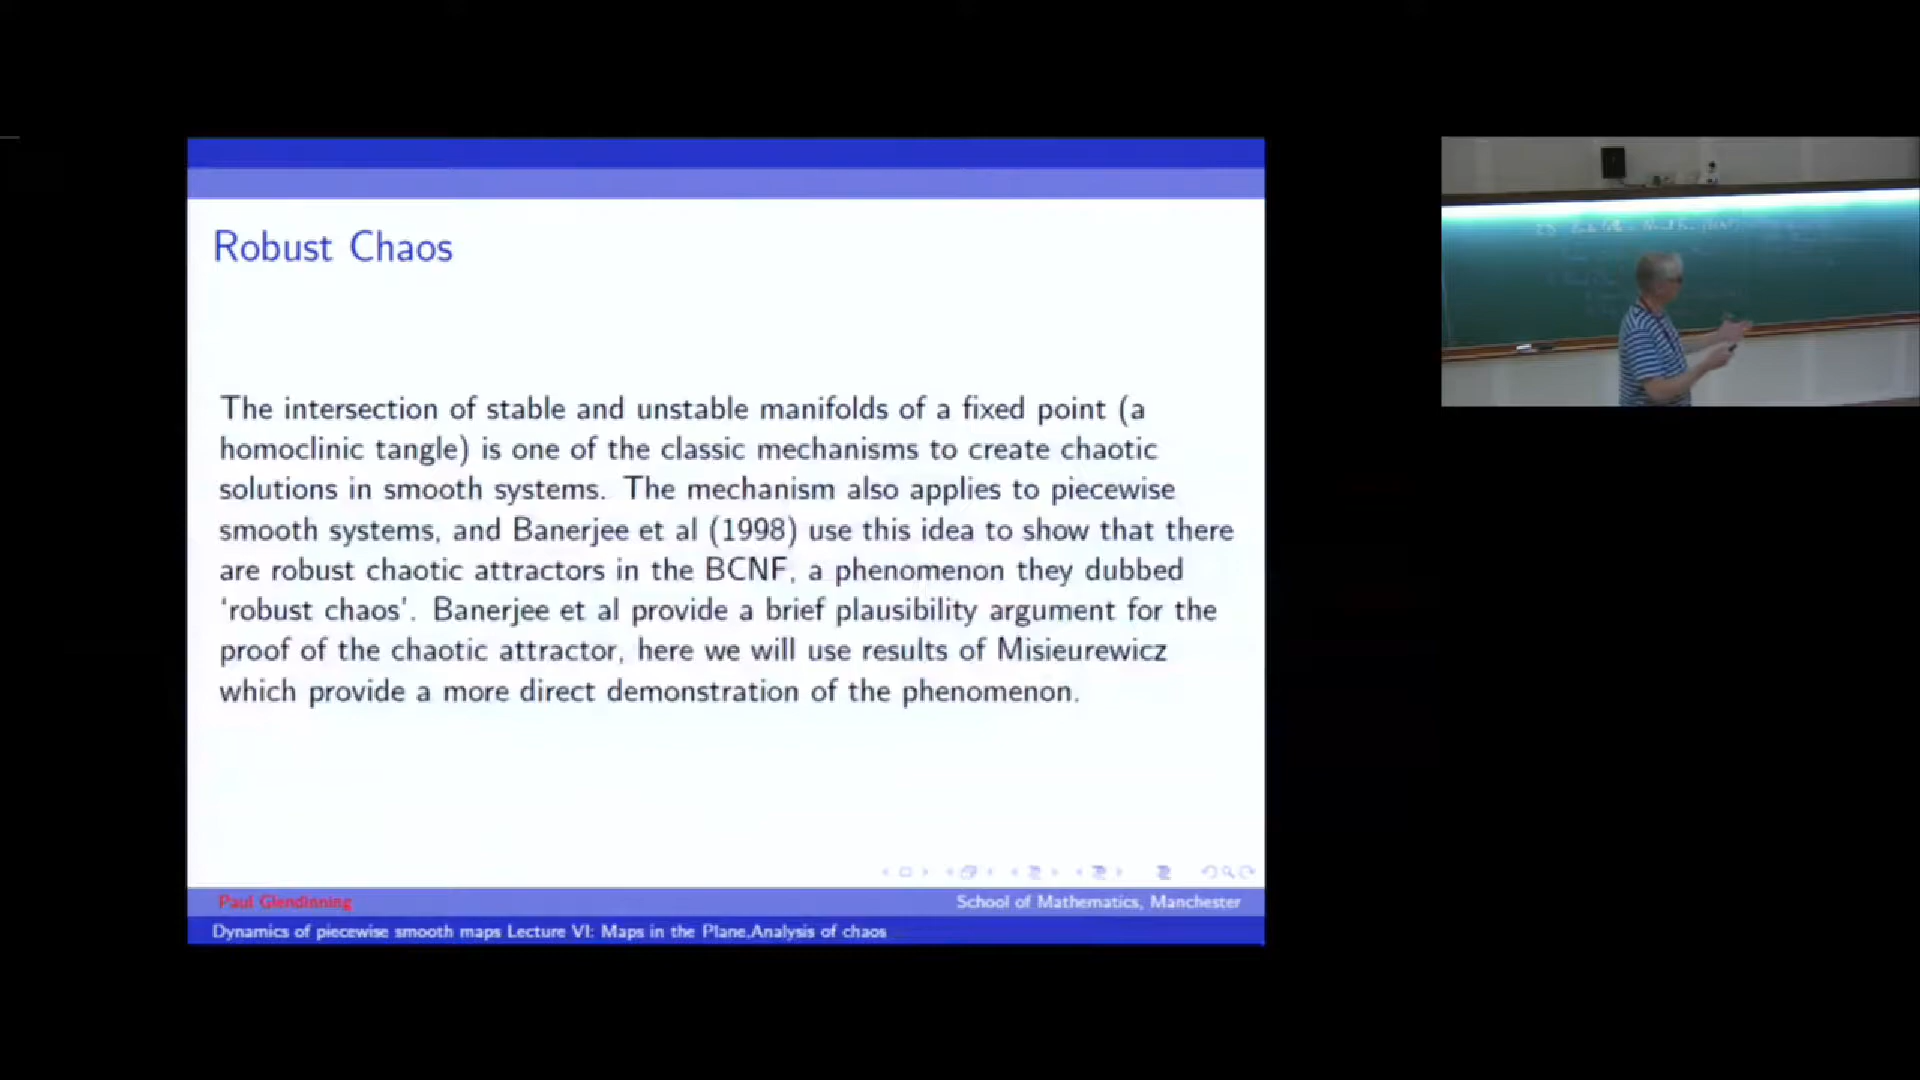 Robust Chaos
The intersection of stable and unstable manifolds of a fixed point (a
homoclinic tangle) is one of the classic mechanisms to create chaotic
solutions in smooth systems. The mechanism also applies to piecewise
smooth systems, and Banerjee et al (1998) use this idea to show that there
are robust chaotic attractors in the BCNF, a phenomenon they dubbed
'robust chaos'. Banerjee et al provide a brief plausibility argument for the
proof of the chaotic attractor, here we will use results of Misieurewicz
which provide a more direct demonstration of the phenomenon.
Paul Glendinning
School of Mathematics, Manchester
Dynamics of piecewise smooth maps Lecture VI: Maps in the Plane,Analysis of chaos